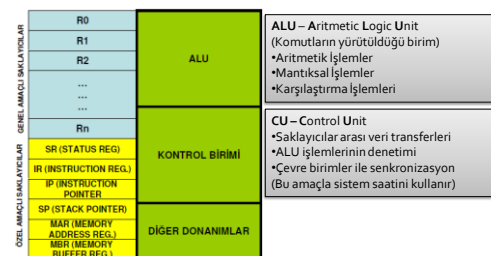 GENEL AMAÇLI SAKLAYICILAR
R0
R1
R2
...
...
...
Rn
ÖZEL AMAÇLI SAKLAYICILAR
SR (STATUS REG)
IR (INSTRUCTION REG.)
IP (INSTRUCTION
POINTER
SP (STACK POINTER)
MAR (MEMORY
ADDRESS REG.)
MBR (MEMORY
BUFFER REG.)
ALU
KONTROL BİRİMİ
DİĞER DONANIMLAR
ALU – Aritmetic Logic Unit
(Komutların yürütüldüğü birim)
•Aritmetik İşlemler
•Mantıksal İşlemler
•Karşılaştırma İşlemleri
CU – Control Unit
•Saklayıcılar arası veri transferleri
•ALU işlemlerinin denetimi
•Çevre birimler ile senkronizasyon
(Bu amaçla sistem saatini kullanır)